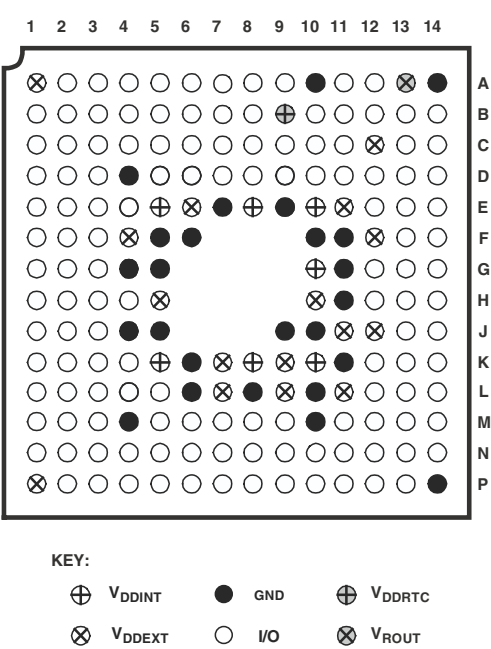 1 2 3 4 5 6 7 8 9 10 11 12 13 14
A
B
C
D
E
F
G
H
J
K
L
M
N
P
KEY:
VDDINT GND VDDRTC
VDDEXT I/O VROUT